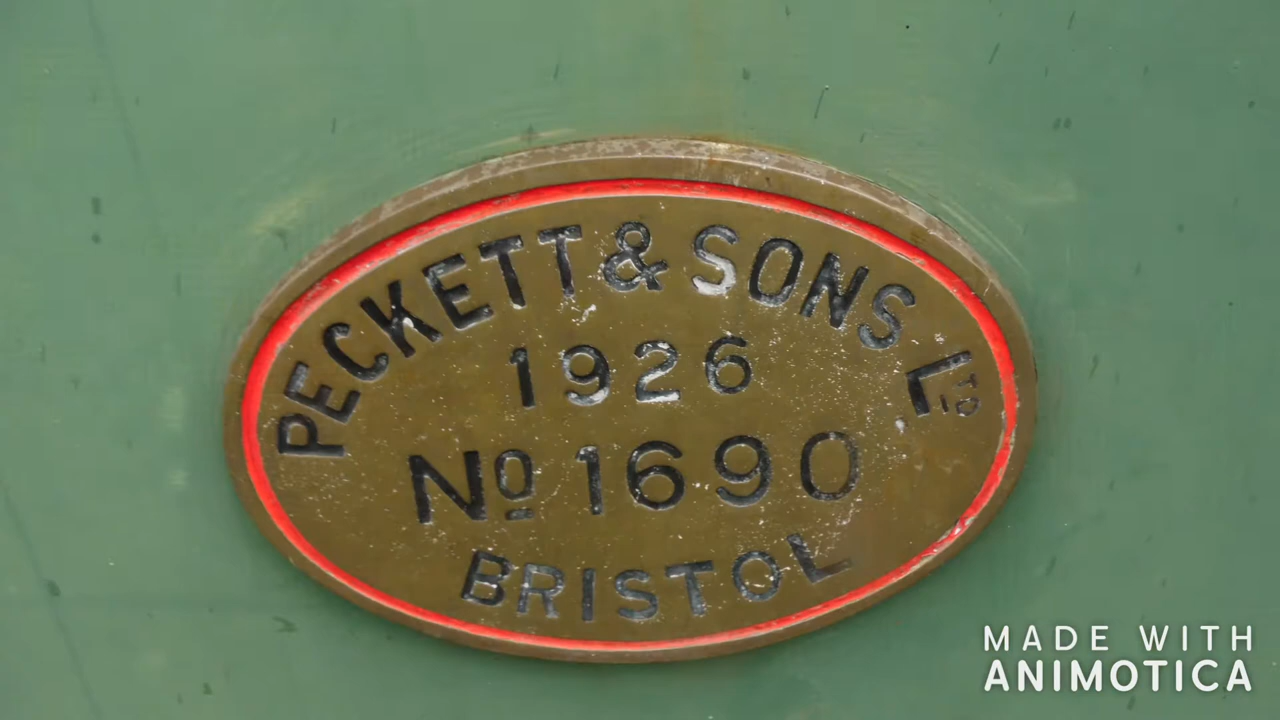 PECKETT & SONS LTD
1926
No 1690
BRISTOL
MADE WITH
ANIMOTICA